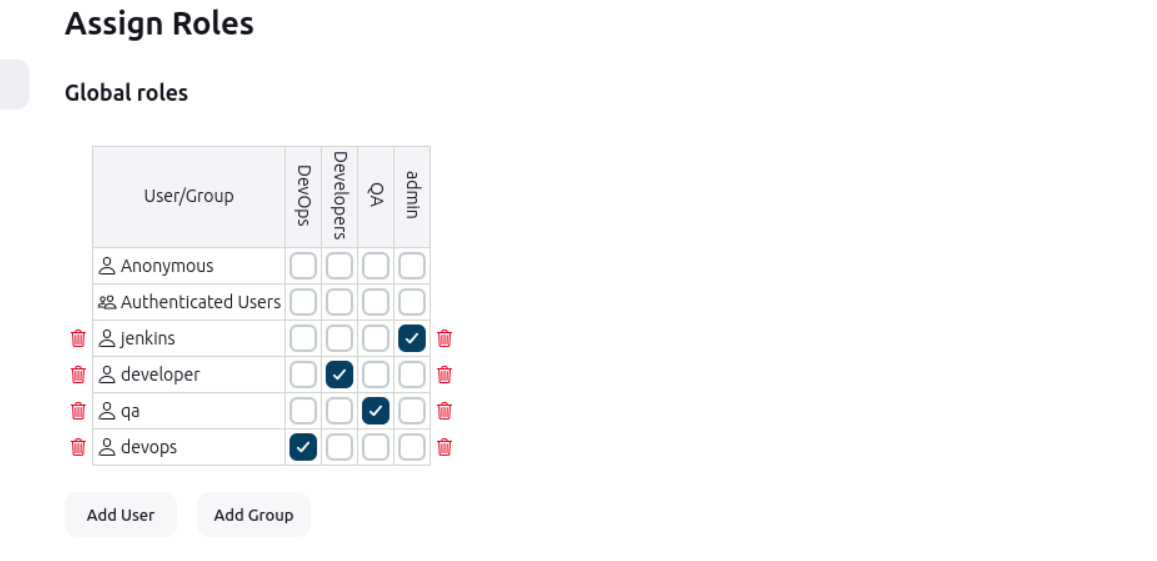 Assign Roles
Global roles
User/Group DevOps Developers QA admin
Anonymous
Authenticated Users
jenkins
developer
qa
devops
Add User Add Group